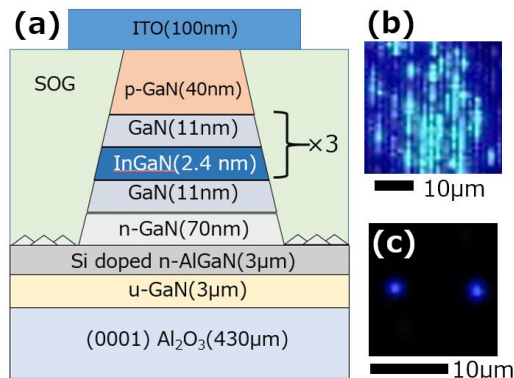 (a)
ITO(100nm)
SOG
p-GaN(40nm)
GaN(11nm)
×3
InGaN(2.4 nm)
GaN(11nm)
n-GaN(70nm)
Si doped n-AlGaN(3μm)
u-GaN(3μm)
(0001) Al₂O₃(430μm)
(b)
10μm
(c)
10μm